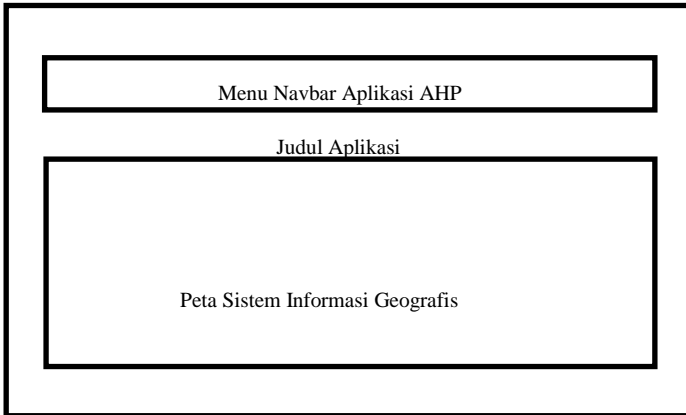 Menu Navbar Aplikasi AHP
Judul Aplikasi
Peta Sistem Informasi Geografis